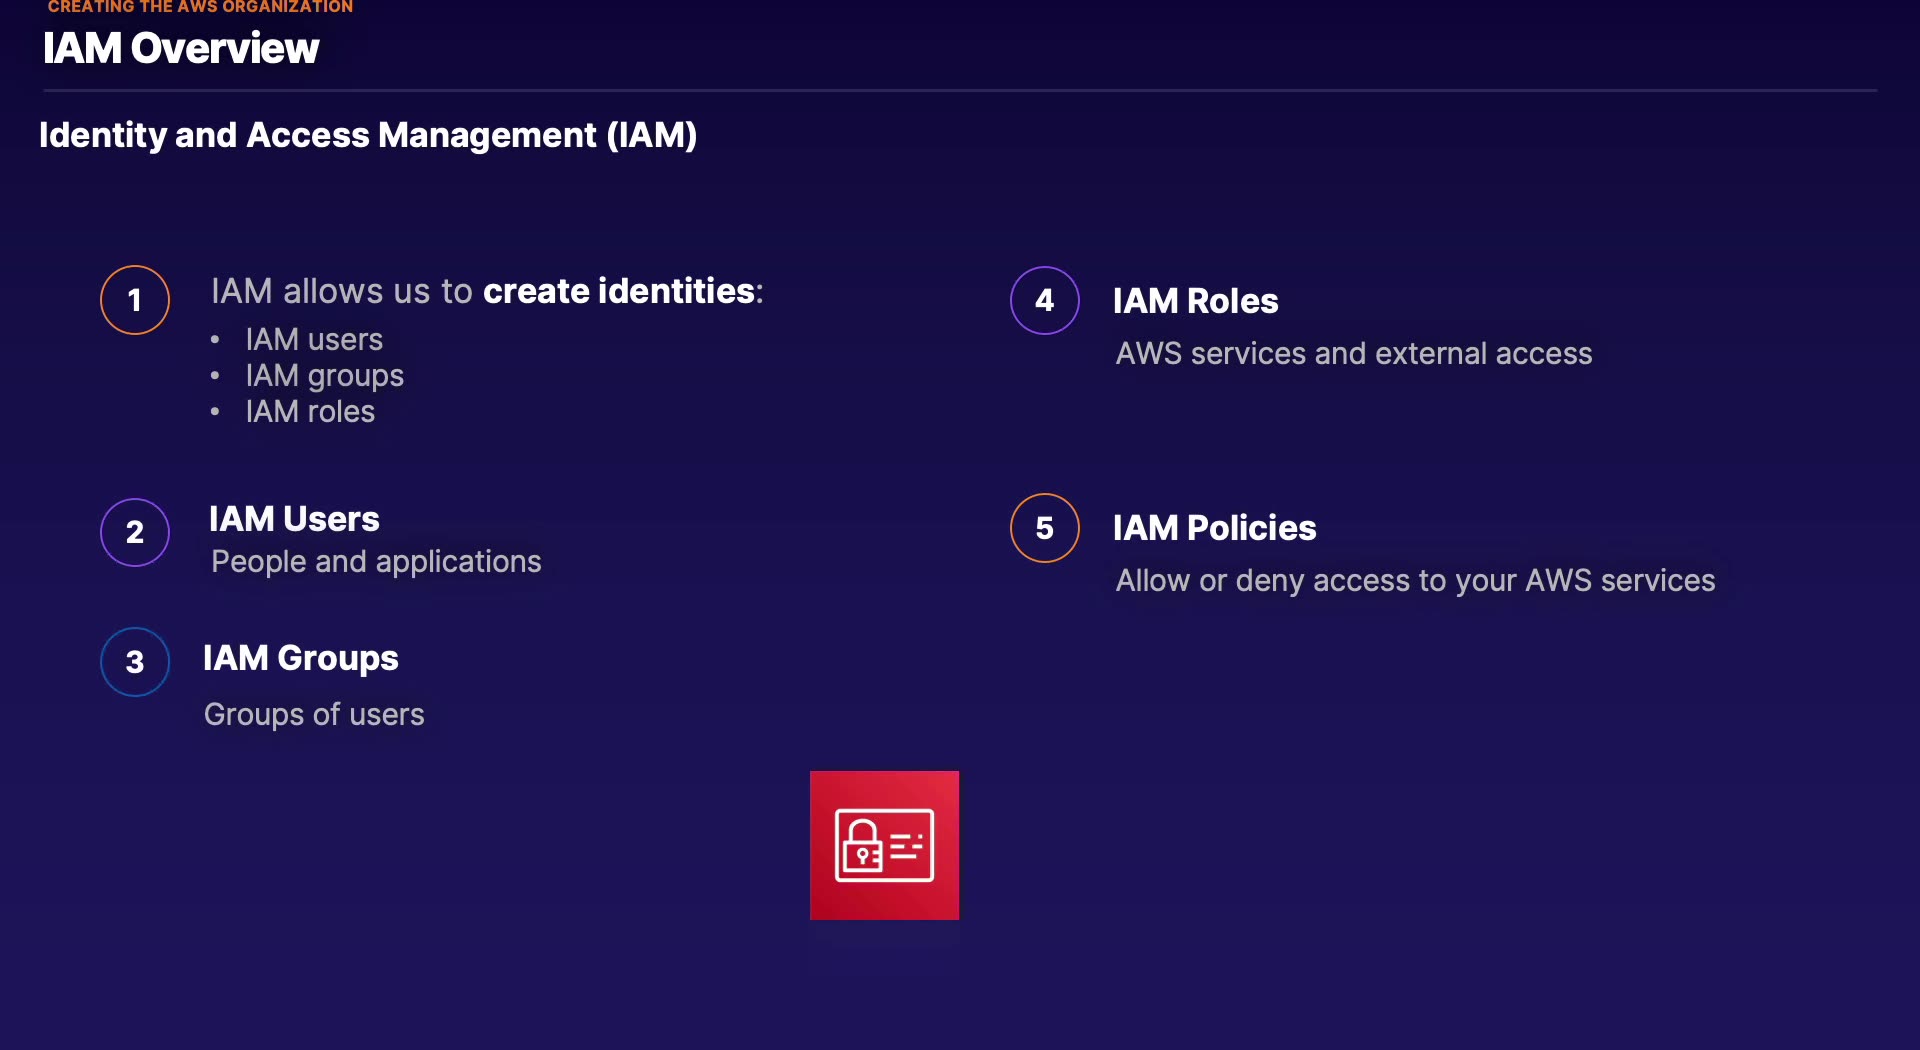 CREATING THE AWS ORGANIZATION
IAM Overview
Identity and Access Management (IAM)
1
IAM allows us to create identities:
• IAM users
• IAM groups
• IAM roles
2
IAM Users
People and applications
3
IAM Groups
Groups of users
4
IAM Roles
AWS services and external access
5
IAM Policies
Allow or deny access to your AWS services